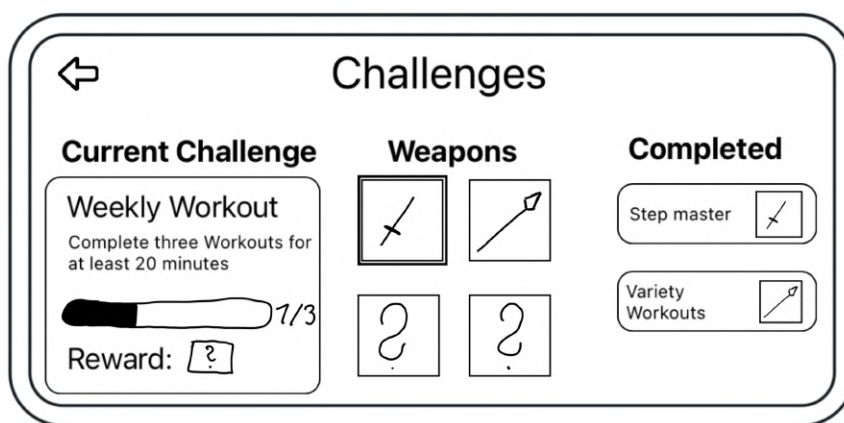 Challenges
Current Challenge
Weekly Workout
Complete three Workouts for
at least 20 minutes
1/3
Reward: ?
Weapons
? ?
Completed
Step master
Variety
Workouts